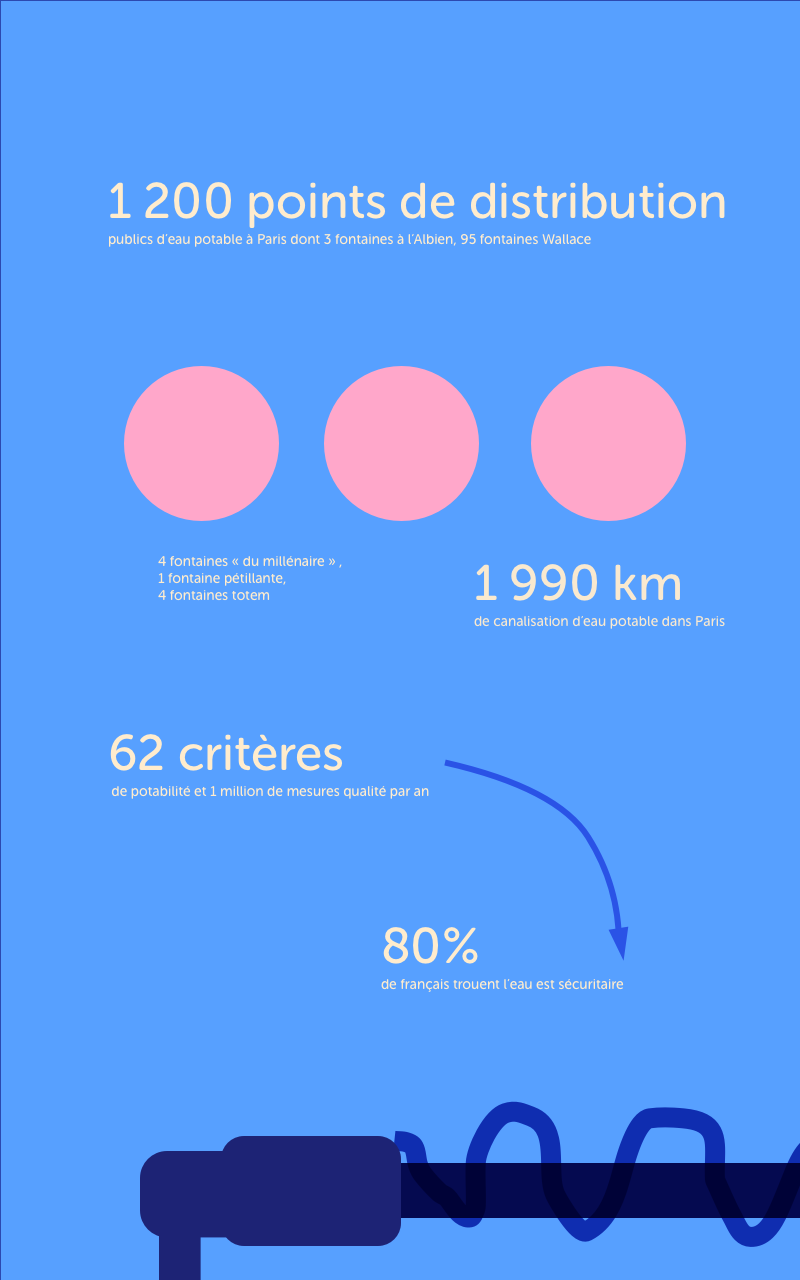 1 200 points de distribution
publics d'eau potable à Paris dont 3 fontaines à l'Albien, 95 fontaines Wallace
4 fontaines « du millénaire » ,
1 fontaine pétillante,
4 fontaines totem
1 990 km
de canalisation d'eau potable dans Paris
62 critères
de potabilité et 1 million de mesures qualité par an
80%
de français trouent l'eau est sécuritaire